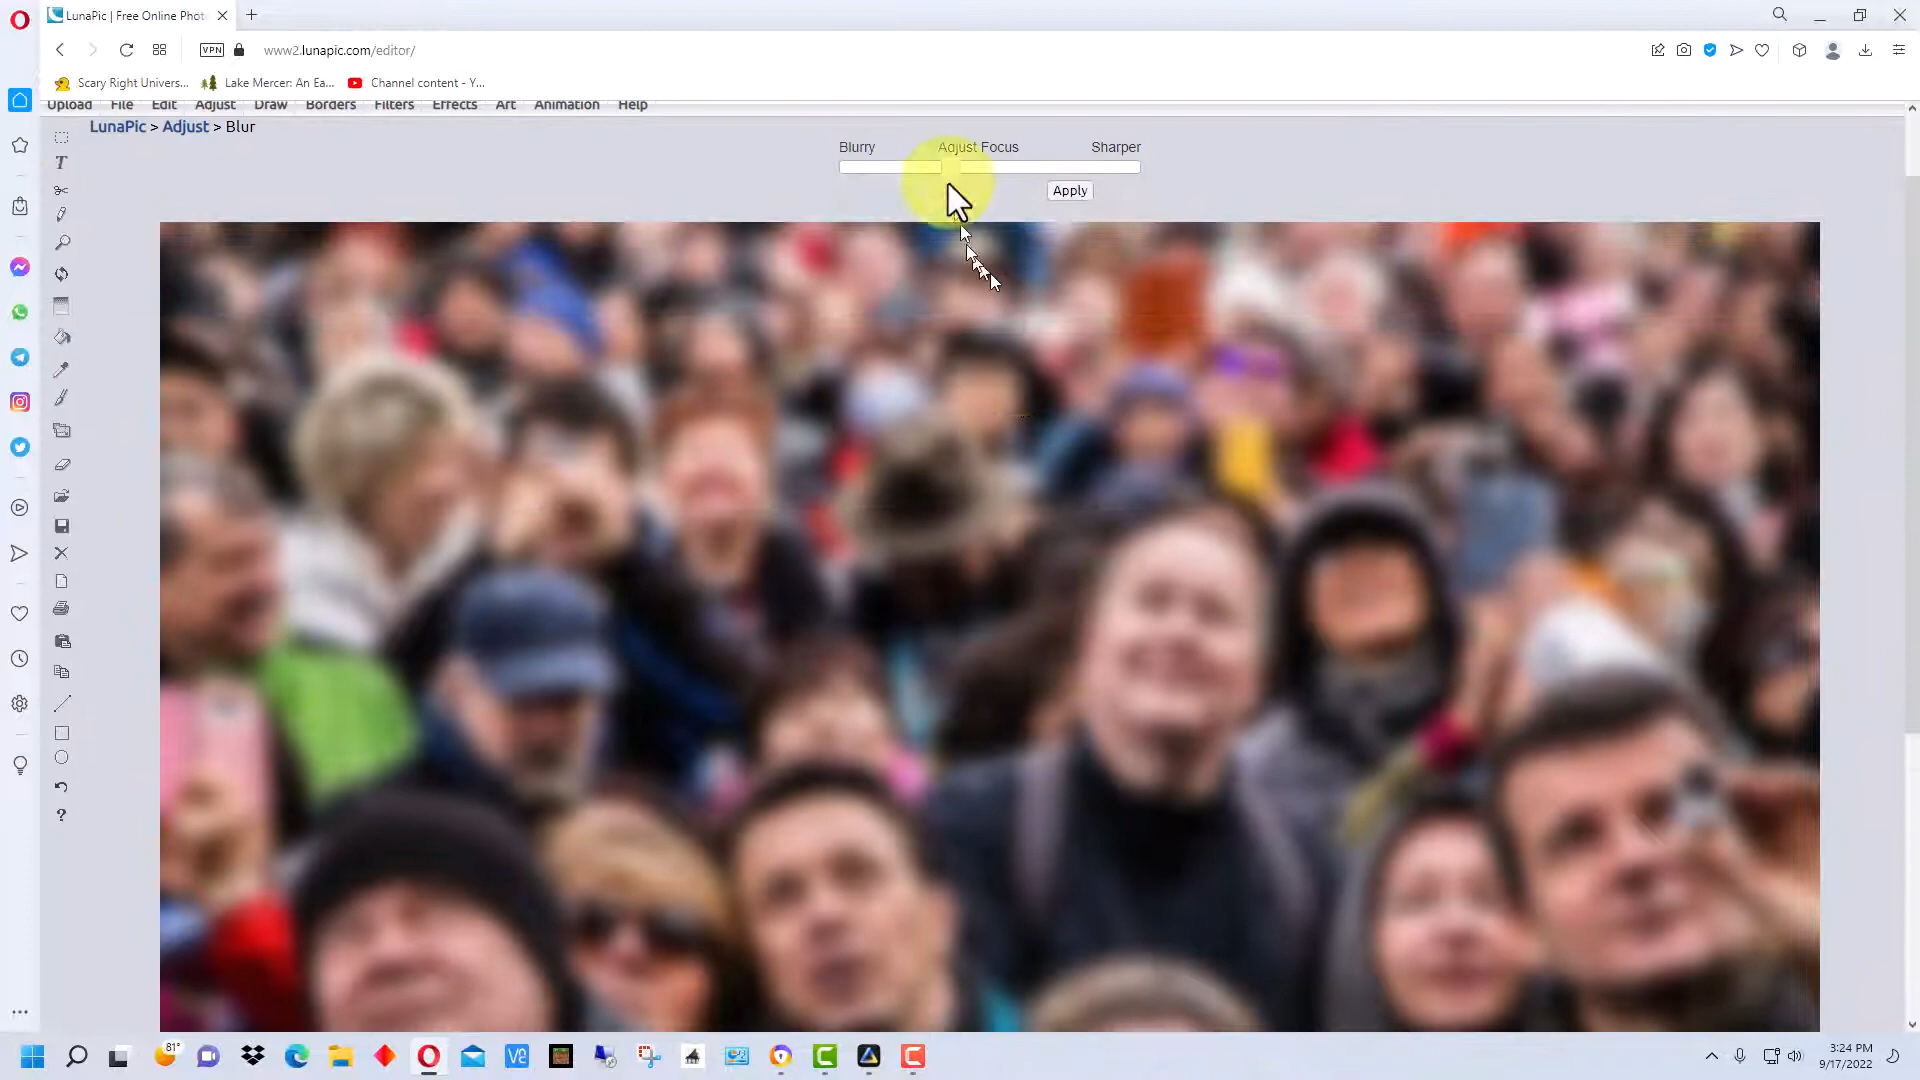 LunaPic | Free Online Phot
www2.lunapic.com/editor/
VPN
Scary Right Univers...
Lake Mercer: An Ea...
Channel content - Y...
Upload File Edit Adjust Draw Borders Filters Effects Art Animation Help
LunaPic > Adjust > Blur
Blurry Adjust Focus Sharper
Apply
81°
3:24 PM
9/17/2022